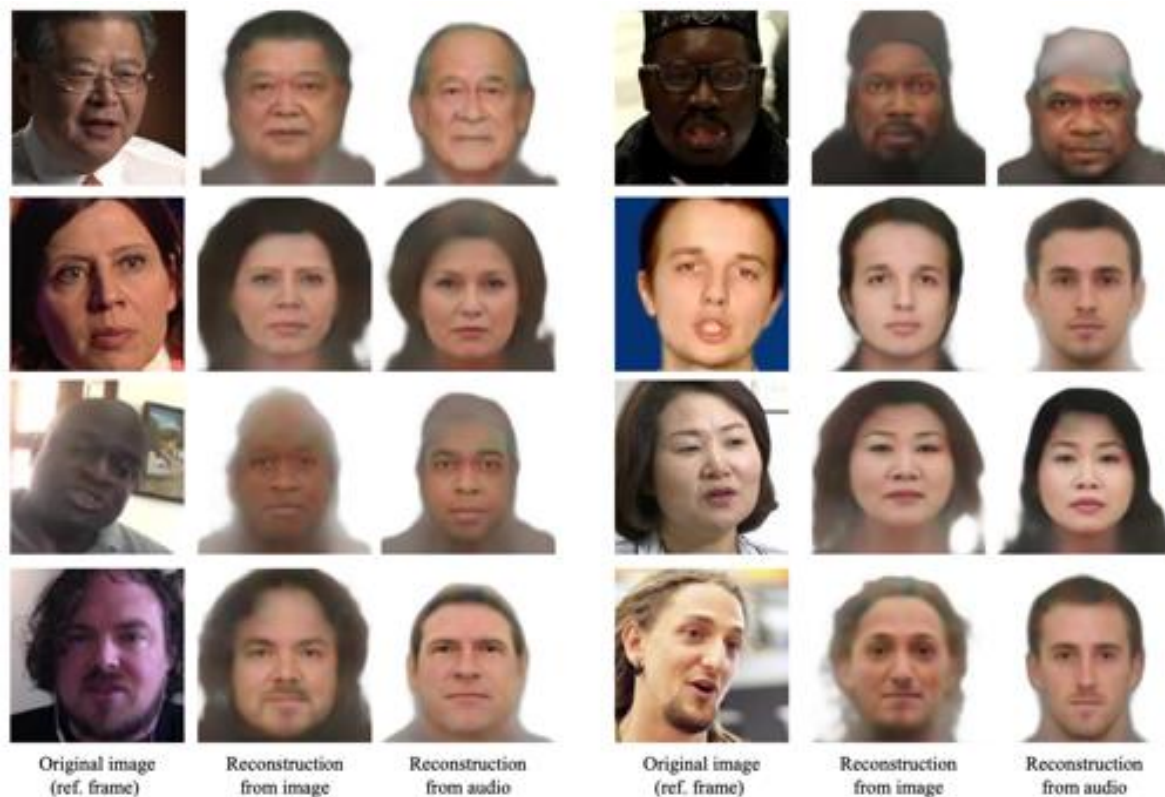 Original image
(ref. frame)
Reconstruction
from image
Reconstruction
from audio
Original image
(ref. frame)
Reconstruction
from image
Reconstruction
from audio